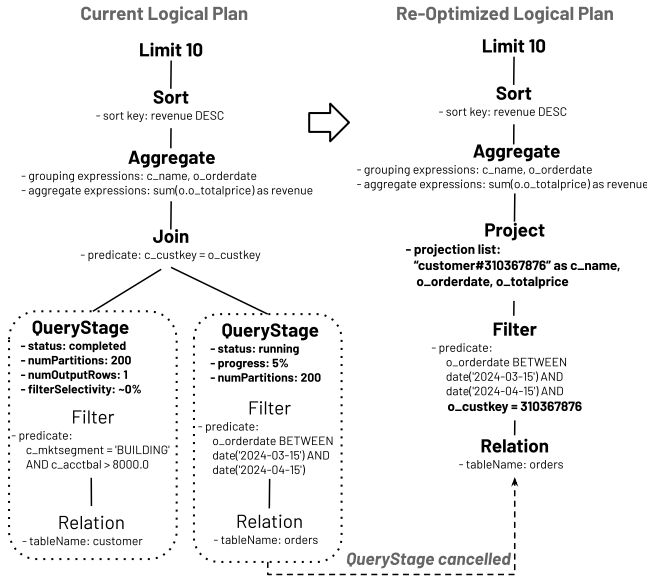 Current Logical Plan
Limit 10
Sort
- sort key: revenue DESC
Aggregate
- grouping expressions: c_name, o_orderdate
- aggregate expressions: sum(o.o_totalprice) as revenue
Join
- predicate: c_custkey = o_custkey
QueryStage
- status: completed
- numPartitions: 200
- numOutputRows: 1
- filterSelectivity: ~0%
Filter
- predicate:
c_mktsegment = 'BUILDING'
AND c_acctbal > 8000.0
Relation
- tableName: customer
QueryStage
- status: running
- progress: 5%
- numPartitions: 200
Filter
- predicate:
o_orderdate BETWEEN
date('2024-03-15') AND
date('2024-04-15')
Relation
- tableName: orders
Re-Optimized Logical Plan
Limit 10
Sort
- sort key: revenue DESC
Aggregate
- grouping expressions: c_name, o_orderdate
- aggregate expressions: sum(o.o_totalprice) as revenue
Project
- projection list:
"customer#310367876" as c_name,
o_orderdate, o_totalprice
Filter
- predicate:
o_orderdate BETWEEN
date('2024-03-15') AND
date('2024-04-15') AND
o_custkey = 310367876
Relation
- tableName: orders
QueryStage cancelled